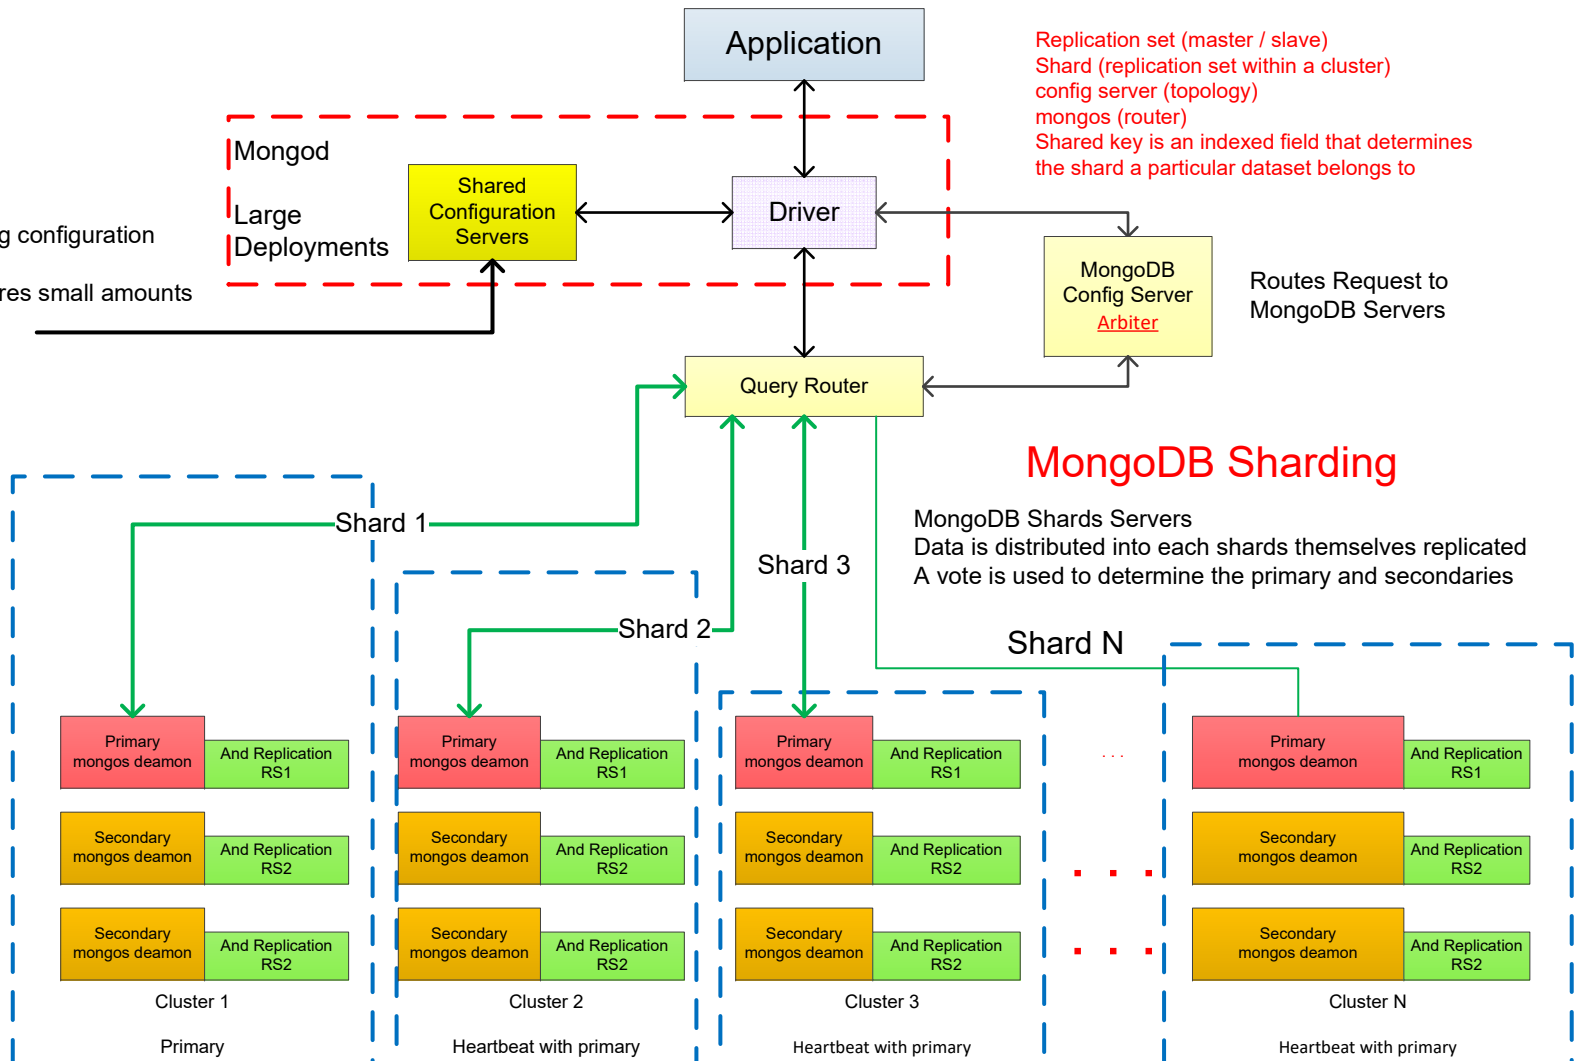 Application
Replication set (master / slave)
Shard (replication set within a cluster)
config server (topology)
mongos (router)
Shared key is an indexed field that determines
the shard a particular dataset belongs to
Mongod
Large
Deployments
Shared
Configuration
Servers
Driver
configuration
small amounts
MongoDB
Config Server
Arbiter
Routes Request to
MongoDB Servers
Query Router
MongoDB Sharding
MongoDB Shards Servers
Data is distributed into each shards themselves replicated
A vote is used to determine the primary and secondaries
Shard 1
Shard 2
Shard 3
Shard N
Primary
mongos deamon
And Replication
RS1
Secondary
mongos deamon
And Replication
RS2
Secondary
mongos deamon
And Replication
RS2
Cluster 1
Primary
Primary
mongos deamon
And Replication
RS1
Secondary
mongos deamon
And Replication
RS2
Secondary
mongos deamon
And Replication
RS2
Cluster 2
Heartbeat with primary
Primary
mongos deamon
And Replication
RS1
Secondary
mongos deamon
And Replication
RS2
Secondary
mongos deamon
And Replication
RS2
Cluster 3
Heartbeat with primary
. . .
Primary
mongos deamon
And Replication
RS1
Secondary
mongos deamon
And Replication
RS2
Secondary
mongos deamon
And Replication
RS2
Cluster N
Heartbeat with primary